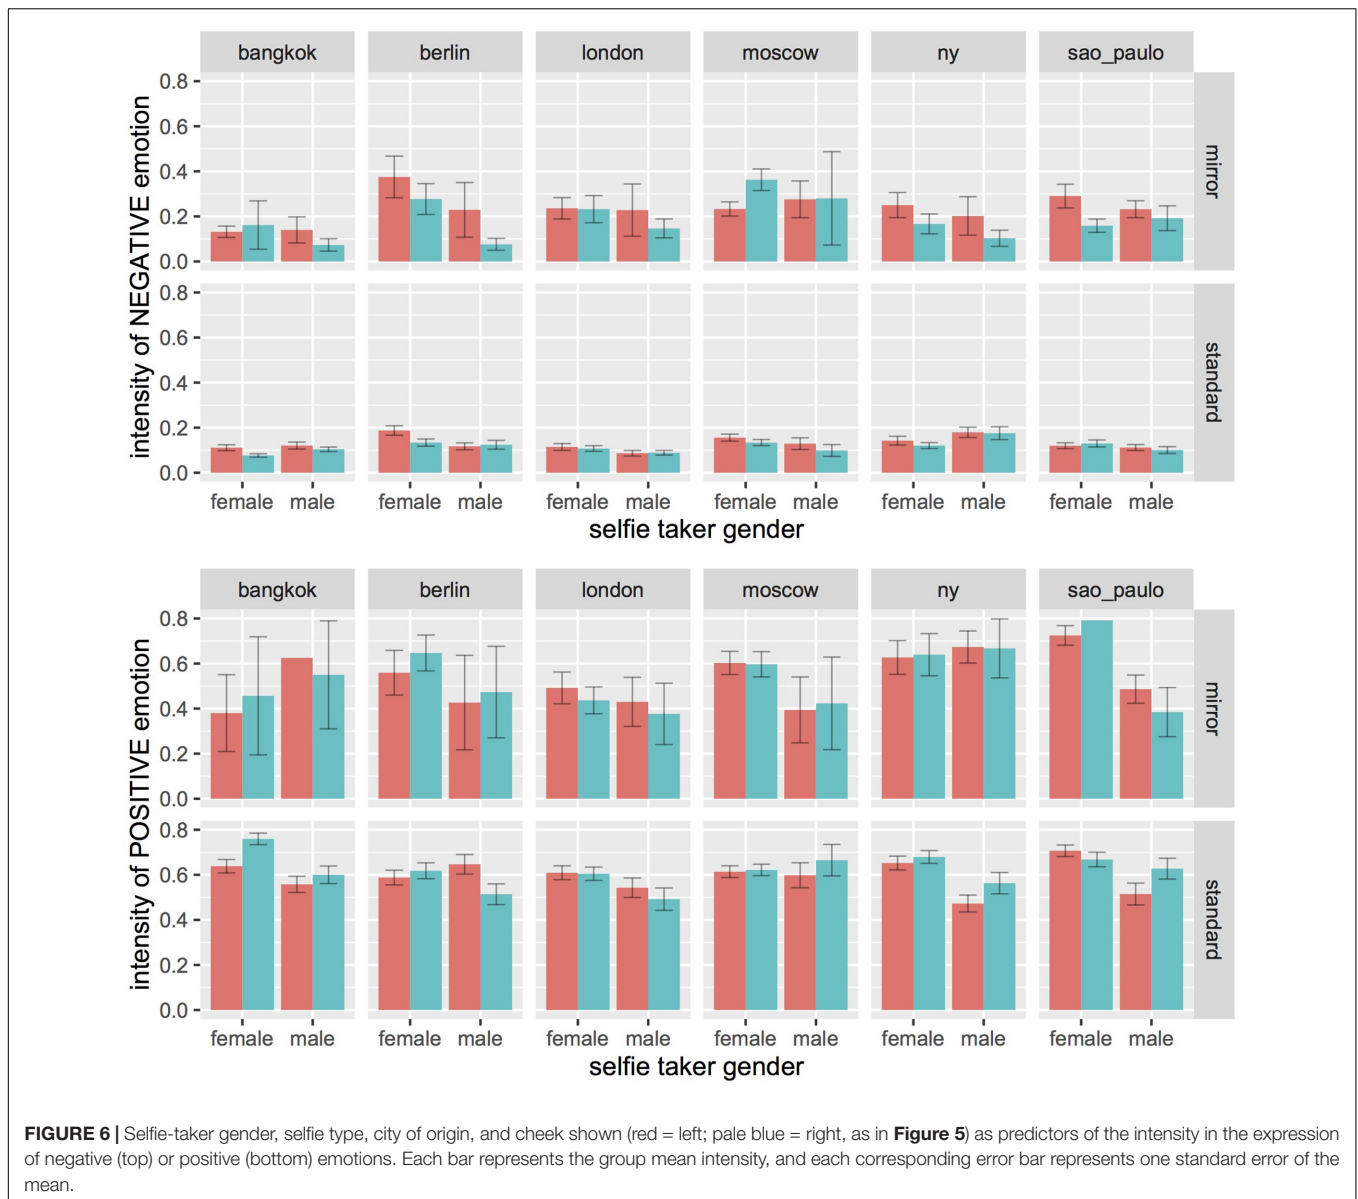 bangkok berlin london moscow ny sao_paulo
intensity of NEGATIVE emotion
0.8
0.6
0.4
0.2
0.0
mirror
0.8
0.6
0.4
0.2
0.0
standard
female male female male female male female male female male female male
selfie taker gender
bangkok berlin london moscow ny sao_paulo
intensity of POSITIVE emotion
0.8
0.6
0.4
0.2
0.0
mirror
0.8
0.6
0.4
0.2
0.0
standard
female male female male female male female male female male female male
selfie taker gender
FIGURE 6 | Selfie-taker gender, selfie type, city of origin, and cheek shown (red = left; pale blue = right, as in Figure 5) as predictors of the intensity in the expression
of negative (top) or positive (bottom) emotions. Each bar represents the group mean intensity, and each corresponding error bar represents one standard error of the
mean.